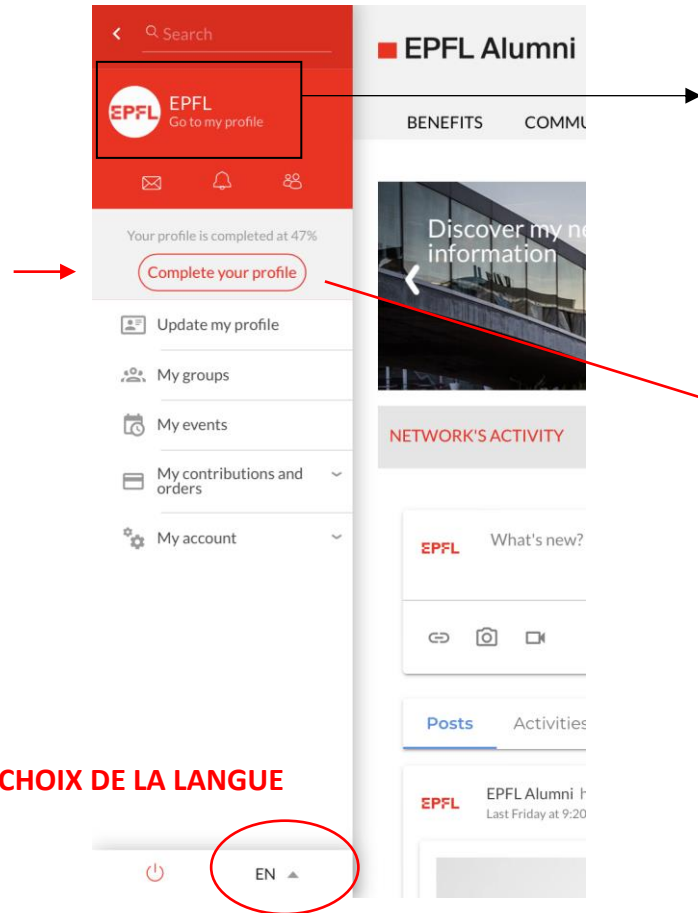 Search
EPFL Alumni
EPFL
EPFL
Go to my profile
BENEFITS COMMU
Your profile is completed at 47%
Complete your profile
Discover my ne
information
Update my profile
My groups
My events
My contributions and
orders
My account
NETWORK'S ACTIVITY
EPFL
What's new?
Posts Activities
CHOIX DE LA LANGUE
EPFL
EPFL Alumni h
Last Friday at 9:20
EN